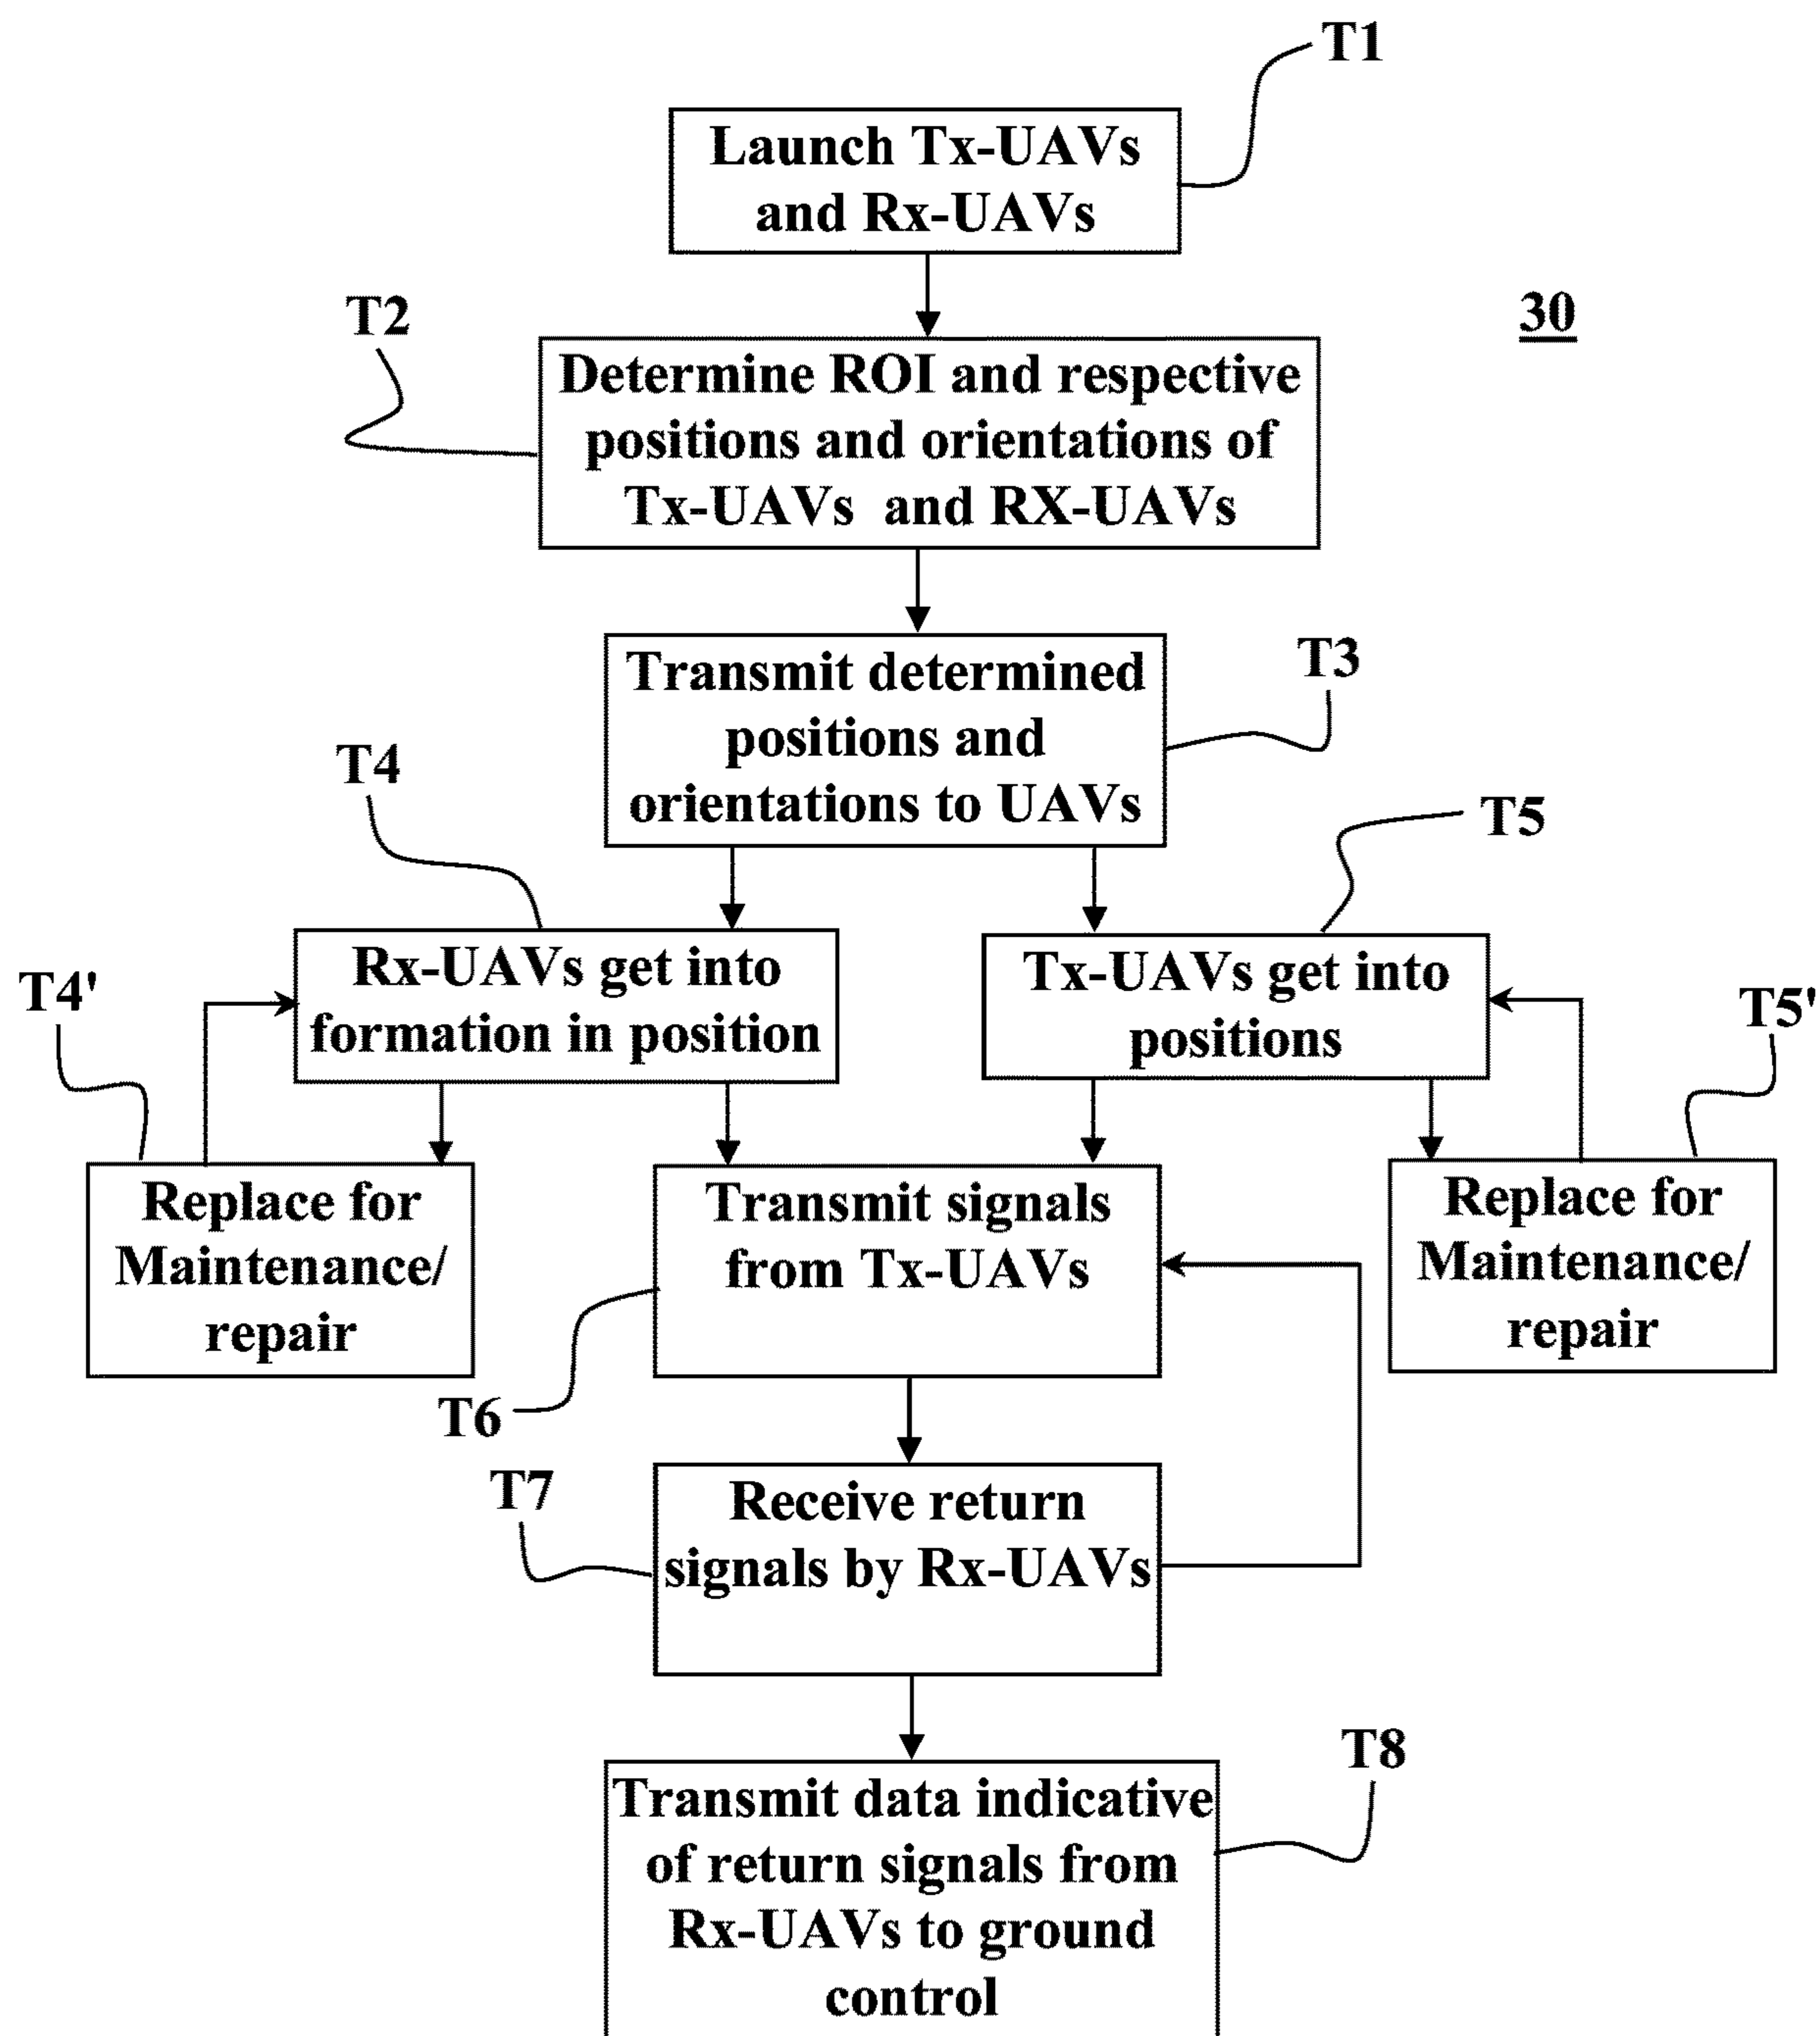 T1
Launch Tx-UAVs
and Rx-UAVs
30
T2
Determine ROI and respective
positions and orientations of
Tx-UAVs and RX-UAVs
T3
Transmit determined
positions and
orientations to UAVs
T4
T5
Rx-UAVs get into
formation in position
Tx-UAVs get into
positions
T4'
T5'
Replace for
Maintenance/
repair
Transmit signals
from Tx-UAVs
Replace for
Maintenance/
repair
T6
T7
Receive return
signals by Rx-UAVs
T8
Transmit data indicative
of return signals from
Rx-UAVs to ground
control